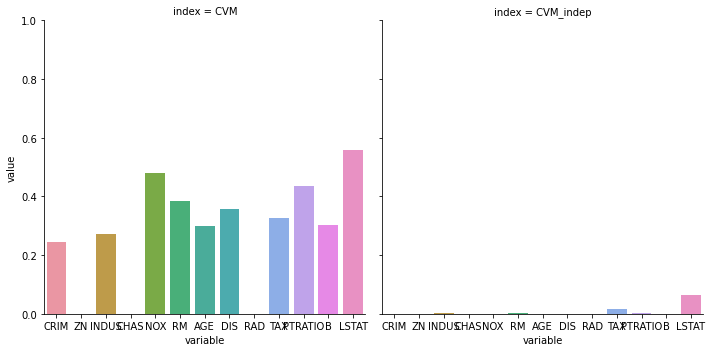 index = CVM
index = CVM_indep
1.0
0.8
0.6
0.4
0.2
0.0
value
CRIM ZN INDUS CHAS NOX RM AGE DIS RAD TAX PTRATIO B LSTAT
CRIM ZN INDUS CHAS NOX RM AGE DIS RAD TAX PTRATIO B LSTAT
variable
variable